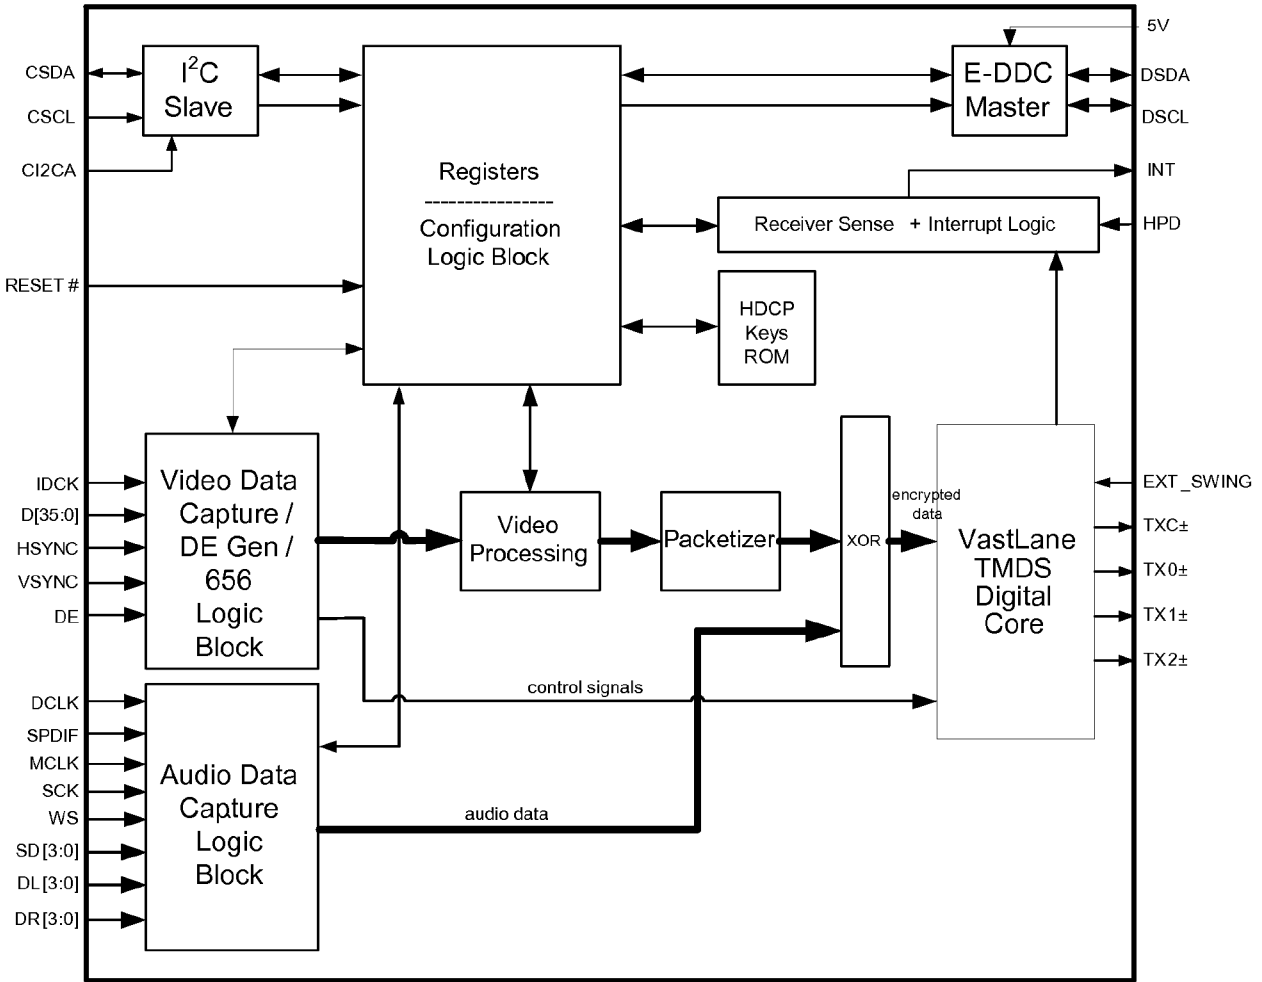 5V
CSDA
I²C
Slave
E-DDC
Master
DSDA
CSCL
DSCL
CI2CA
Registers
----------------
Configuration
Logic Block
INT
Receiver Sense + Interrupt Logic
HPD
RESET #
HDCP
Keys
ROM
IDCK
D[35:0]
HSYNC
VSYNC
DE
Video Data
Capture /
DE Gen /
656
Logic
Block
Video
Processing
Packetizer
XOR
encrypted
data
VastLane
TMDS
Digital
Core
EXT_SWING
TXC±
TX0±
TX1±
TX2±
control signals
DCLK
SPDIF
MCLK
SCK
WS
SD[3:0]
DL[3:0]
DR[3:0]
Audio Data
Capture
Logic
Block
audio data